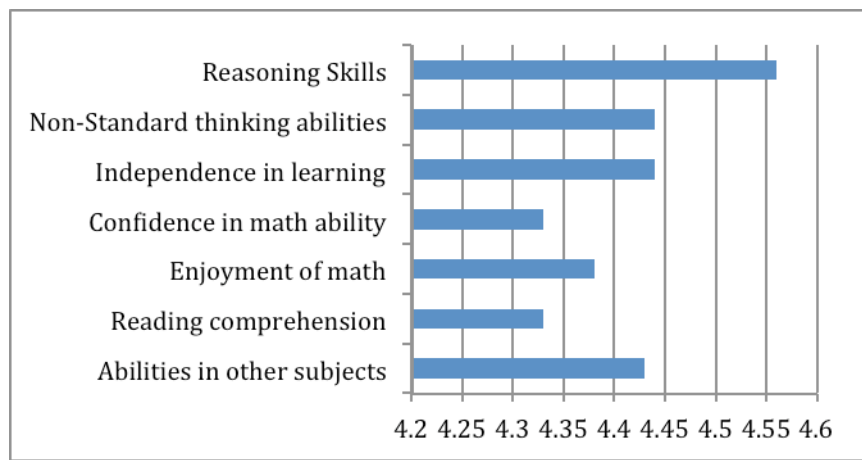 Reasoning Skills
Non-Standard thinking abilities
Independence in learning
Confidence in math ability
Enjoyment of math
Reading comprehension
Abilities in other subjects
4.2 4.25 4.3 4.35 4.4 4.45 4.5 4.55 4.6